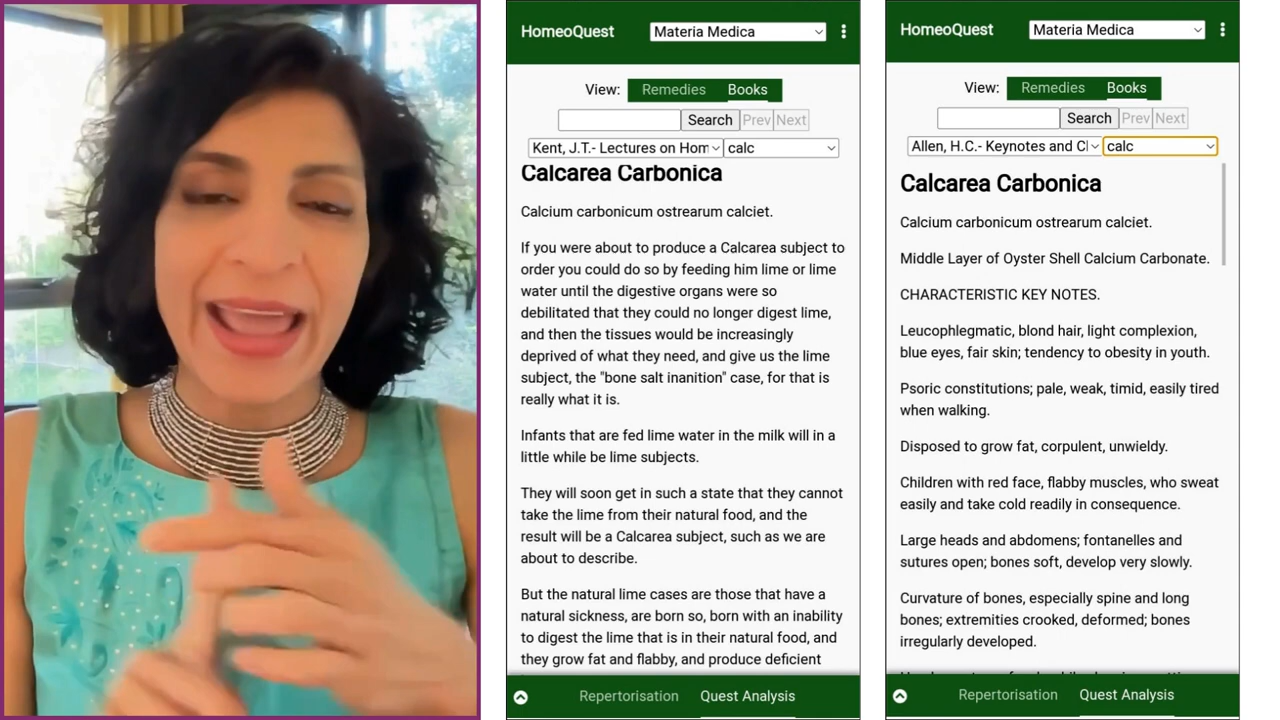 HomeoQuest
Materia Medica
View:
Remedies
Books
Search
Prev
Next
Kent, J.T.- Lectures on Hom
calc
Calcarea Carbonica
Calcium carbonicum ostrearum calciet.
If you were about to produce a Calcarea subject to
order you could do so by feeding him lime or lime
water until the digestive organs were so
debilitated that they could no longer digest lime,
and then the tissues would be increasingly
deprived of what they need, and give us the lime
subject, the "bone salt inanition" case, for that is
really what it is.
Infants that are fed lime water in the milk will in a
little while be lime subjects.
They will soon get in such a state that they cannot
take the lime from their natural food, and the
result will be a Calcarea subject, such as we are
about to describe.
But the natural lime cases are those that have a
natural sickness, are born so, born with an inability
to digest the lime that is in their natural food, and
they grow fat and flabby, and produce deficient
Repertorisation
Quest Analysis
HomeoQuest
Materia Medica
View:
Remedies
Books
Search
Prev
Next
Allen, H.C.- Keynotes and Cl
calc
Calcarea Carbonica
Calcium carbonicum ostrearum calciet.
Middle Layer of Oyster Shell Calcium Carbonate.
CHARACTERISTIC KEY NOTES.
Leucophlegmatic, blond hair, light complexion,
blue eyes, fair skin; tendency to obesity in youth.
Psoric constitutions; pale, weak, timid, easily tired
when walking.
Disposed to grow fat, corpulent, unwieldy.
Children with red face, flabby muscles, who sweat
easily and take cold readily in consequence.
Large heads and abdomens; fontanelles and
sutures open; bones soft, develop very slowly.
Curvature of bones, especially spine and long
bones; extremities crooked, deformed; bones
irregularly developed.
Repertorisation
Quest Analysis